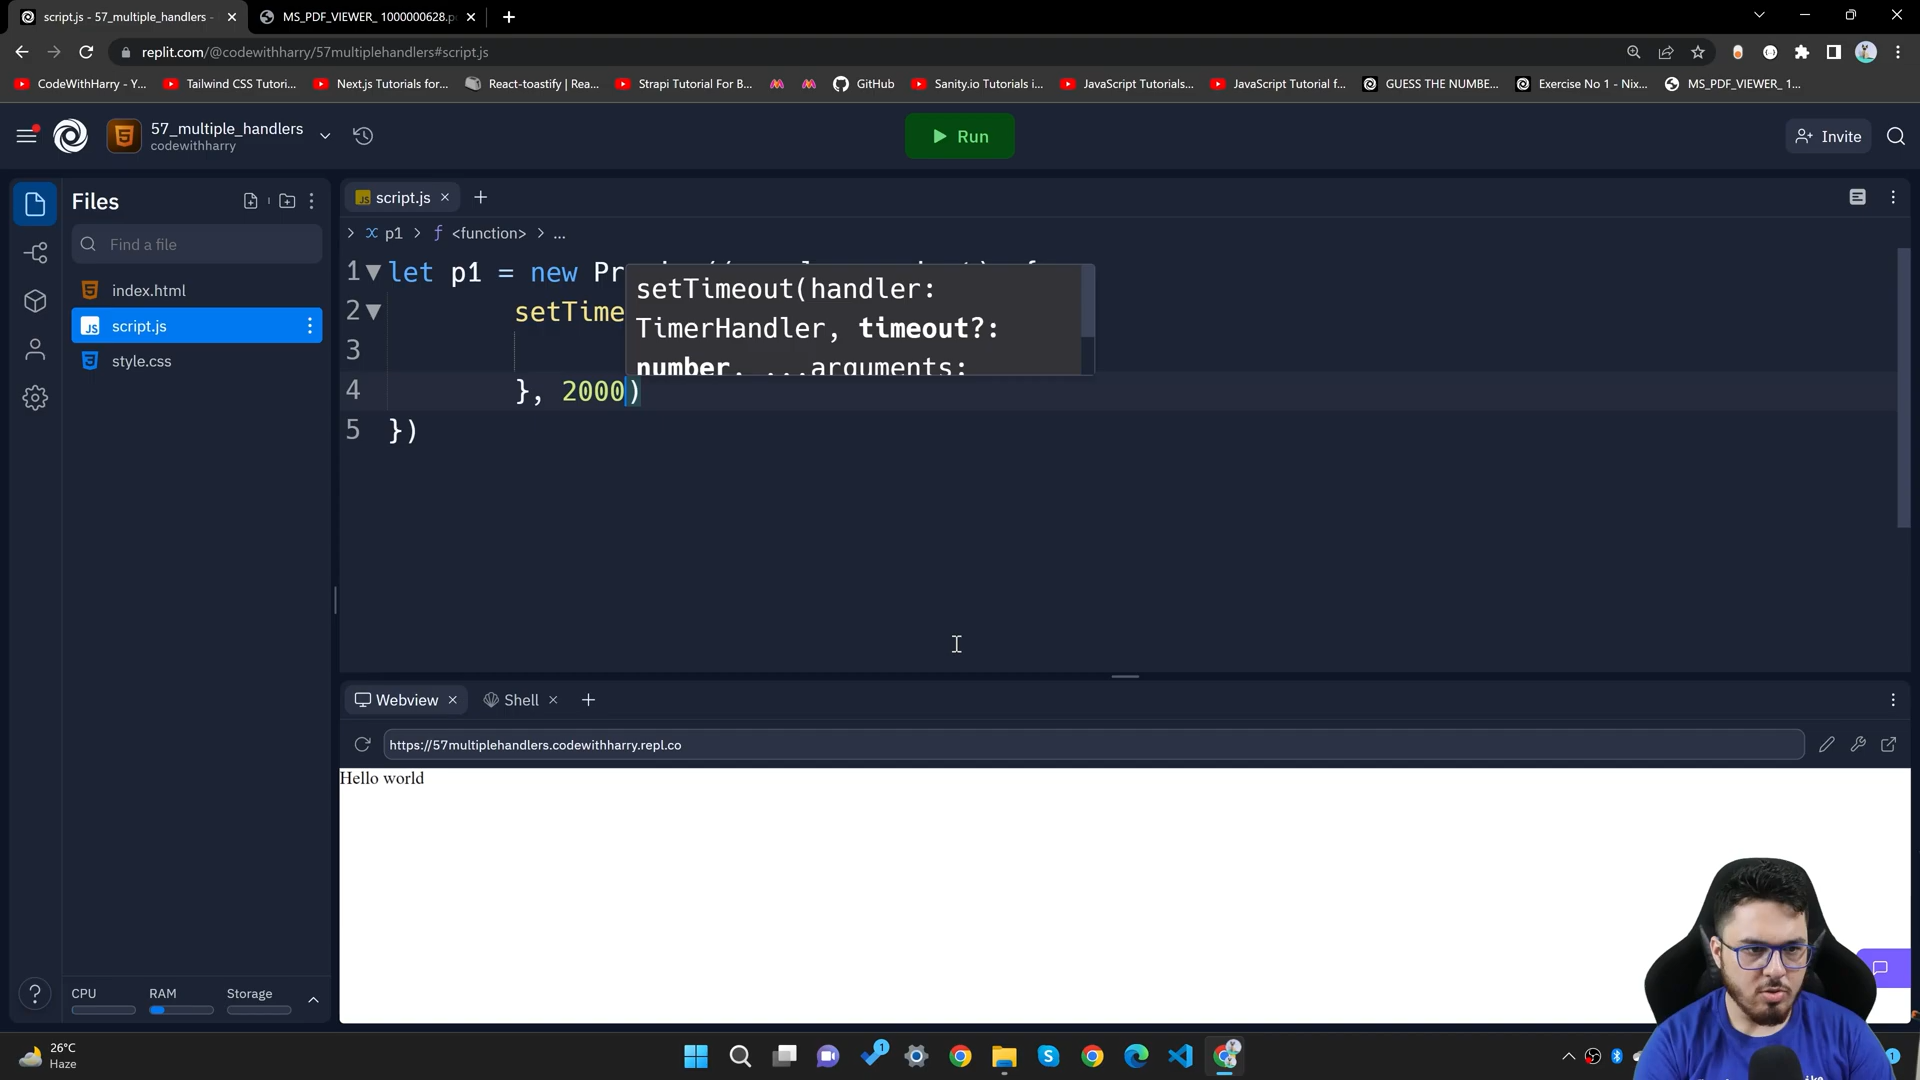 script.js - 57_multiple_handlers -
MS_PDF_VIEWER_ 1000000628.p
replit.com/@codewithharry/57multiplehandlers#script.js
CodeWithHarry - Y...
Tailwind CSS Tutori...
Next.js Tutorials for...
React-toastify | Rea...
Strapi Tutorial For B...
GitHub
Sanity.io Tutorials i...
JavaScript Tutorials...
JavaScript Tutorial f...
GUESS THE NUMBE...
Exercise No 1 - Nix...
MS_PDF_VIEWER_ 1...
57_multiple_handlers
codewithharry
Run
Invite
Files
Find a file
index.html
script.js
style.css
script.js
p1 > <function> > ...
1 let p1 = new Pr
2 setTime
setTimeout(handler:
TimerHandler, timeout?:
number, ...arguments:
3
4 }, 2000)
5 })
Webview
Shell
https://57multiplehandlers.codewithharry.repl.co
Hello world
CPU
RAM
Storage
26°C
Haze
1
1